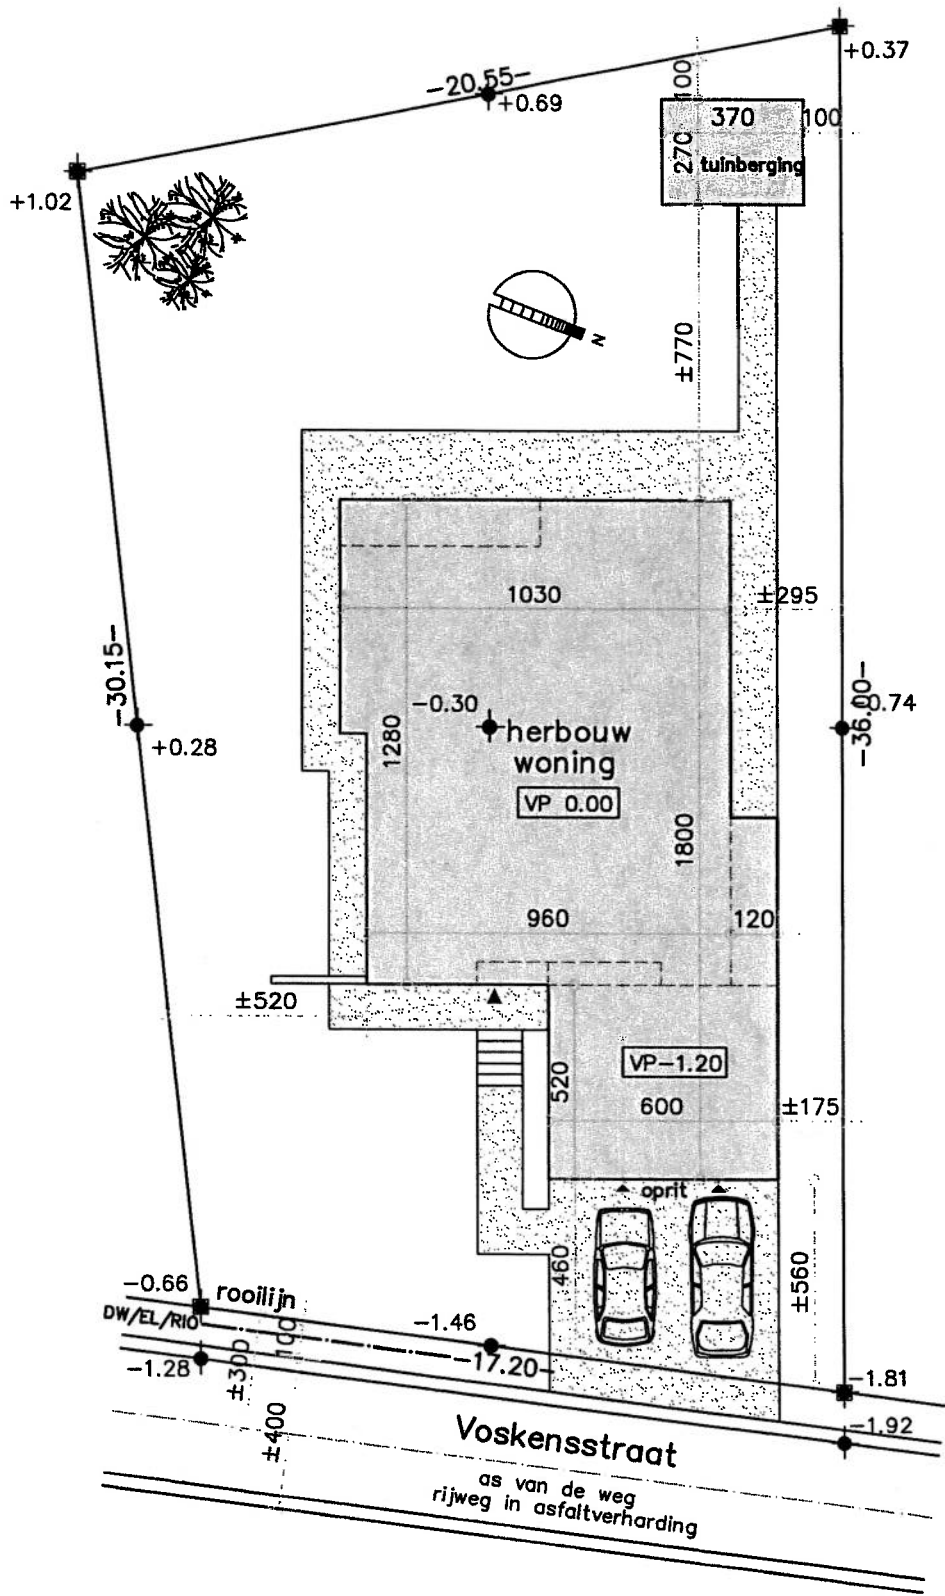 +0.37
-20.55-
+0.69
100
370
100
270
tuinberging
+1.02
N
±770
1030
±295
-30.15-
-0.30
-36.00-
+0.28
1280
herbouw
woning
VP 0.00
1800
960
120
±520
VP-1.20
520
600
±175
oprit
460
±560
-0.66
rooilijn
DW/EL/RIO
-1.46
100
-1.28
±300
-17.20-
-1.81
±400
-1.92
Voskensstraat
as van de weg
rijweg in asfaltverharding